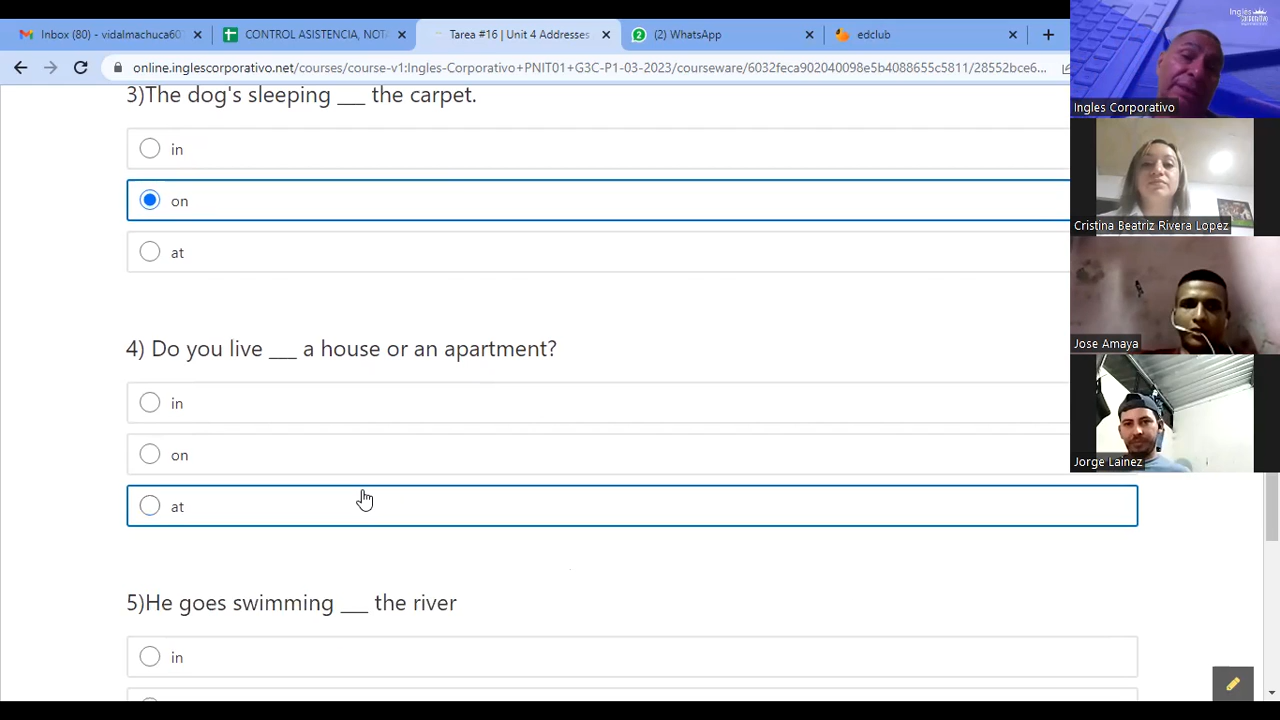 Inbox (80) - vidalmachuca60
CONTROL ASISTENCIA, NOT
Tarea #16 | Unit 4 Addresses
(2) WhatsApp
edclub
online.inglescorporativo.net/courses/course-v1:Ingles-Corporativo+PNIT01+G3C-P1-03-2023/courseware/6032feca902040098e5b4088655c5811/28552bce6...
Ingles
CORPORATIVO
Ingles Corporativo
Cristina Beatriz Rivera Lopez
Jose Amaya
Jorge Lainez
3)The dog's sleeping ___ the carpet.
in
on
at
4) Do you live ___ a house or an apartment?
in
on
at
5)He goes swimming ___ the river
in